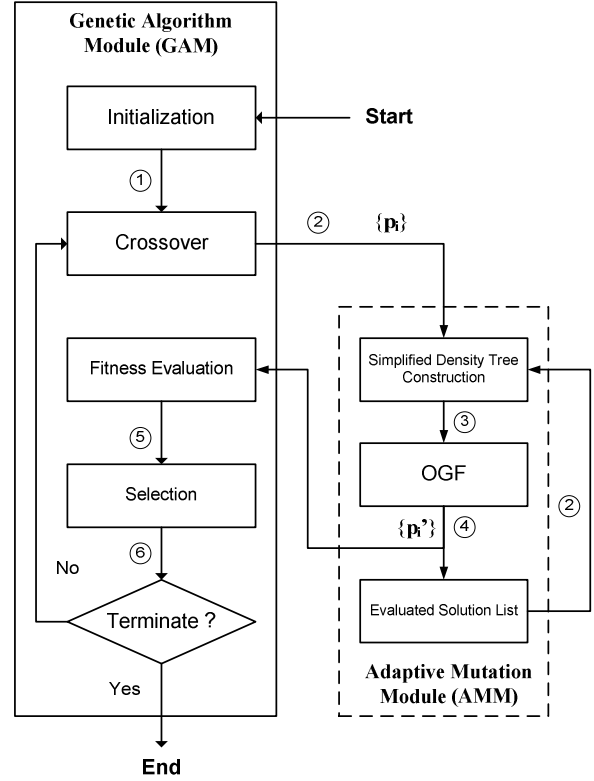 Genetic Algorithm
Module (GAM)
Initialization
Start
①
Crossover
②
{pi}
Fitness Evaluation
Simplified Density Tree
Construction
③
⑤
OGF
Selection
{pi’}
④
②
⑥
No
Terminate ?
Evaluated Solution List
Yes
Adaptive Mutation
Module (AMM)
End